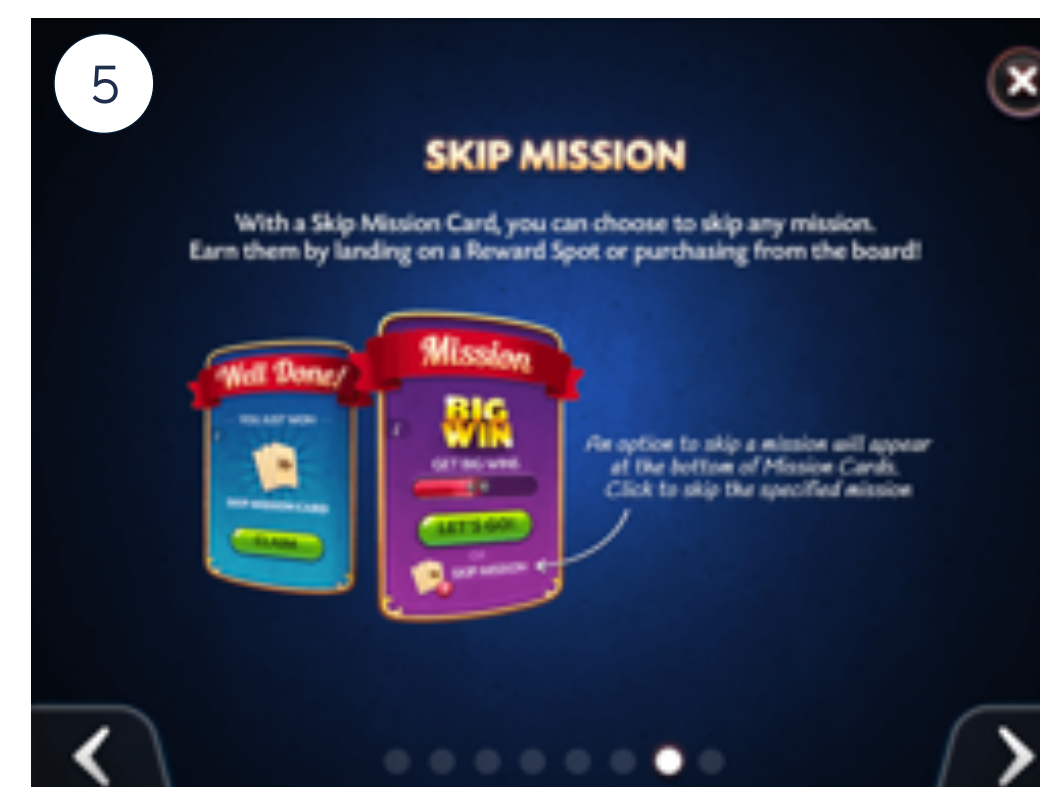 5
SKIP MISSION
With a Skip Mission Card, you can choose to skip any mission.
Earn them by landing on a Reward Spot or purchasing from the board!
Well Done!
YOU JUST WON
SKIP MISSION CARD
CLAIM
Mission
BIG
WIN
GET BIG WINS
LET'S GO!
OR
SKIP MISSION
An option to skip a mission will appear
at the bottom of Mission Cards.
Click to skip the specified mission